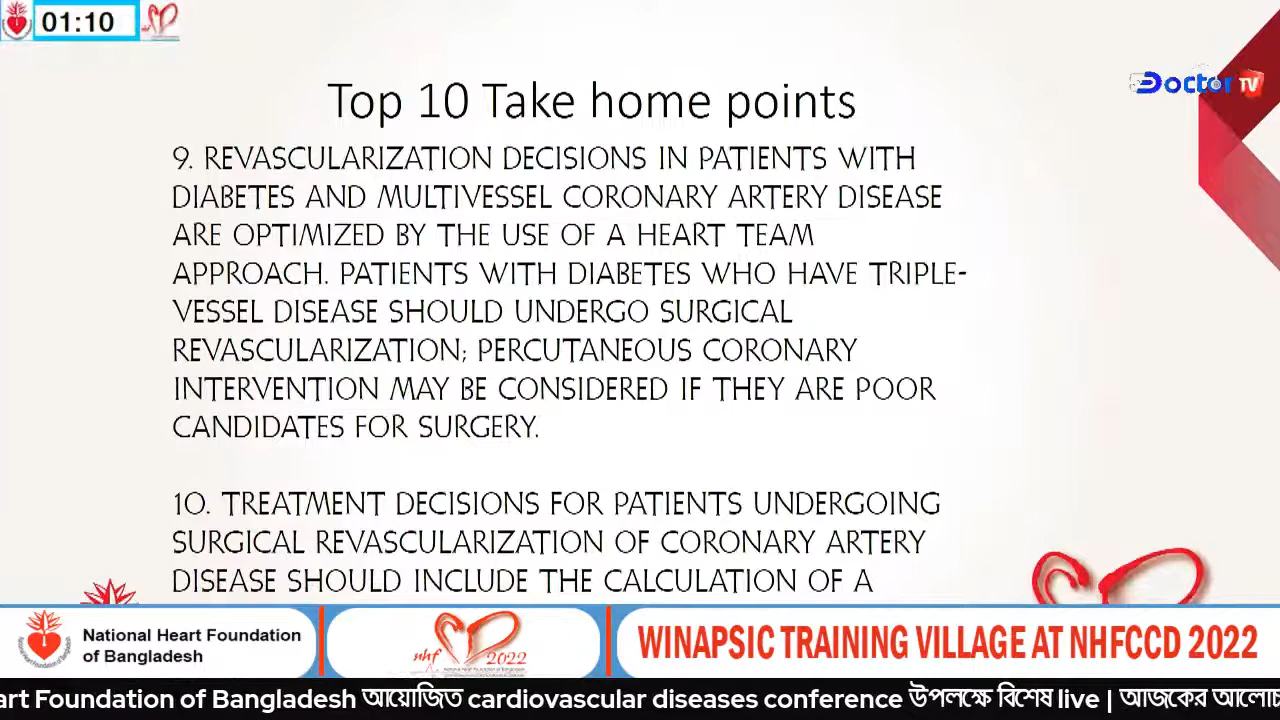 01:10
Doctor TV
Top 10 Take home points
9. REVASCULARIZATION DECISIONS IN PATIENTS WITH
DIABETES AND MULTIVESSEL CORONARY ARTERY DISEASE
ARE OPTIMIZED BY THE USE OF A HEART TEAM
APPROACH. PATIENTS WITH DIABETES WHO HAVE TRIPLE-
VESSEL DISEASE SHOULD UNDERGO SURGICAL
REVASCULARIZATION; PERCUTANEOUS CORONARY
INTERVENTION MAY BE CONSIDERED IF THEY ARE POOR
CANDIDATES FOR SURGERY.
10. TREATMENT DECISIONS FOR PATIENTS UNDERGOING
SURGICAL REVASCULARIZATION OF CORONARY ARTERY
DISEASE SHOULD INCLUDE THE CALCULATION OF A
National Heart Foundation
of Bangladesh
nhf 2022
WINAPSIC TRAINING VILLAGE AT NHFCCD 2022
art Foundation of Bangladesh আয়োজিত cardiovascular diseases conference উপলক্ষে বিশেষ live | আজকের আলোচ